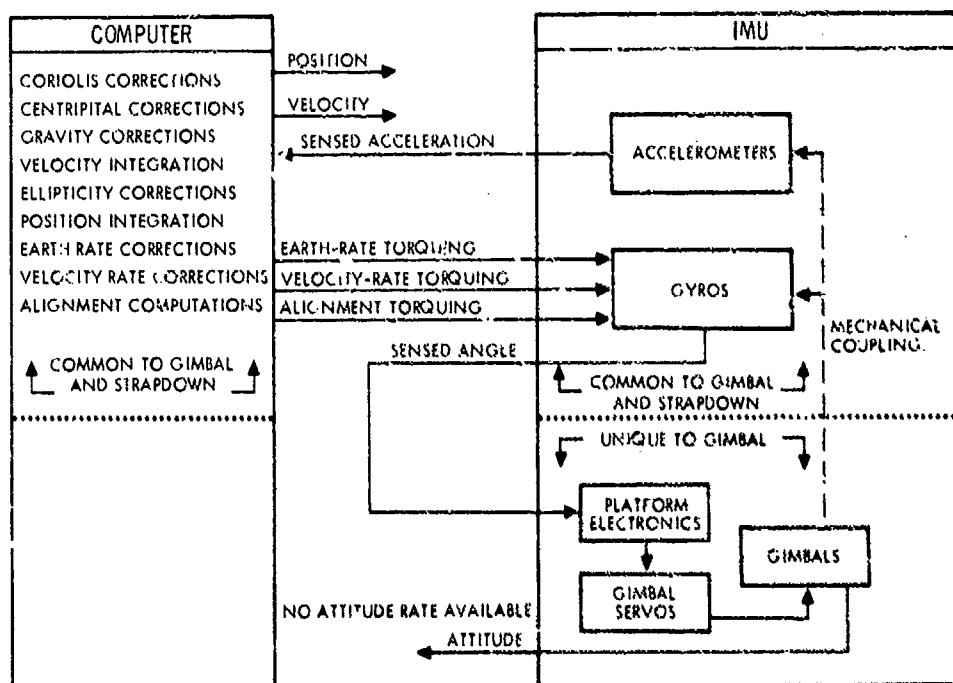 COMPUTER
CORIOLIS CORRECTIONS
CENTRIPITAL CORRECTIONS
GRAVITY CORRECTIONS
VELOCITY INTEGRATION
ELLIPTICITY CORRECTIONS
POSITION INTEGRATION
EARTH RATE CORRECTIONS
VELOCITY RATE CORRECTIONS
ALIGNMENT COMPUTATIONS
COMMON TO GIMBAL
AND STRAPDOWN
POSITION
VELOCITY
SENSED ACCELERATION
EARTH-RATE TORQUING
VELOCITY-RATE TORQUING
ALIGNMENT TORQUING
SENSED ANGLE
NO ATTITUDE RATE AVAILABLE
ATTITUDE
IMU
ACCELEROMETERS
GYROS
MECHANICAL
COUPLING.
COMMON TO GIMBAL
AND STRAPDOWN
UNIQUE TO GIMBAL
PLATFORM
ELECTRONICS
GIMBALS
GIMBAL
SERVOS